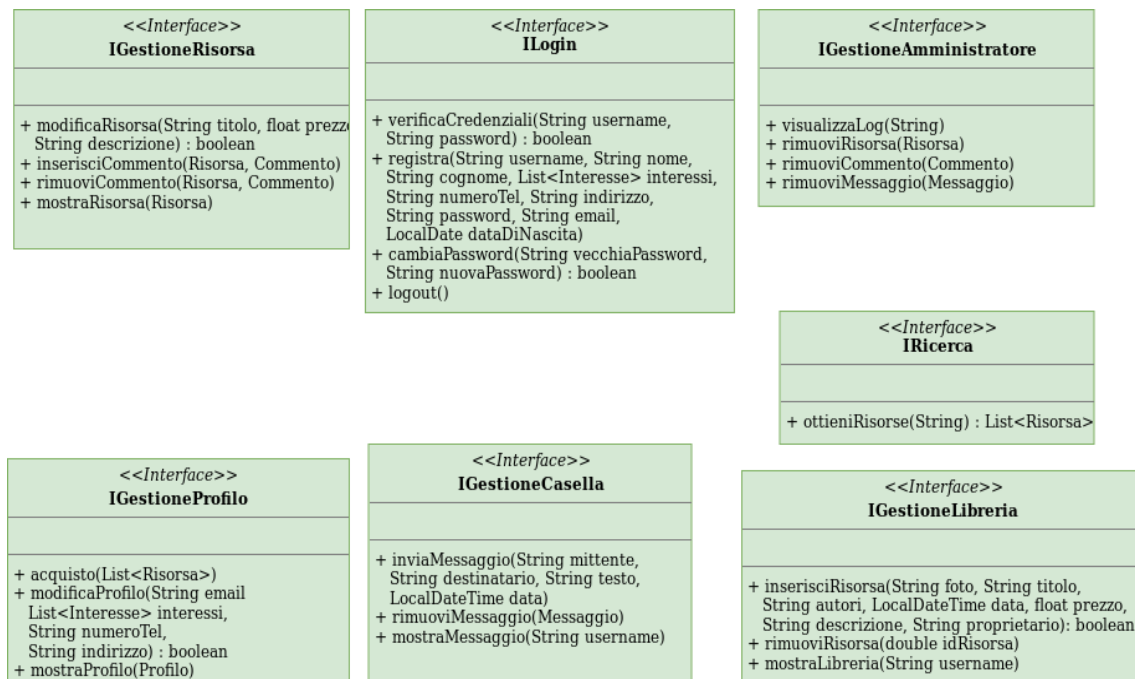 <<Interface>>
IGestioneRisorsa
+ modificaRisorsa(String titolo, float prezzo
String descrizione) : boolean
+ inserisciCommento(Risorsa, Commento)
+ rimuoviCommento(Risorsa, Commento)
+ mostraRisorsa(Risorsa)
<<Interface>>
ILogin
+ verificaCredenziali(String username,
String password) : boolean
+ registra(String username, String nome,
String cognome, List<Interesse> interessi,
String numeroTel, String indirizzo,
String password, String email,
LocalDate dataDiNascita)
+ cambiaPassword(String vecchiaPassword,
String nuovaPassword) : boolean
+ logout()
<<Interface>>
IGestioneAmministratore
+ visualizzaLog(String)
+ rimuoviRisorsa(Risorsa)
+ rimuoviCommento(Commento)
+ rimuoviMessaggio(Messaggio)
<<Interface>>
IRicerca
+ ottieniRisorse(String) : List<Risorsa>
<<Interface>>
IGestioneProfilo
+ acquisto(List<Risorsa>)
+ modificaProfilo(String email
List<Interesse> interessi,
String numeroTel,
String indirizzo) : boolean
+ mostraProfilo(Profilo)
<<Interface>>
IGestioneCasella
+ inviaMessaggio(String mittente,
String destinatario, String testo,
LocalDateTime data)
+ rimuoviMessaggio(Messaggio)
+ mostraMessaggio(String username)
<<Interface>>
IGestioneLibreria
+ inserisciRisorsa(String foto, String titolo,
String autori, LocalDateTime data, float prezzo,
String descrizione, String proprietario): boolean
+ rimuoviRisorsa(double idRisorsa)
+ mostraLibreria(String username)